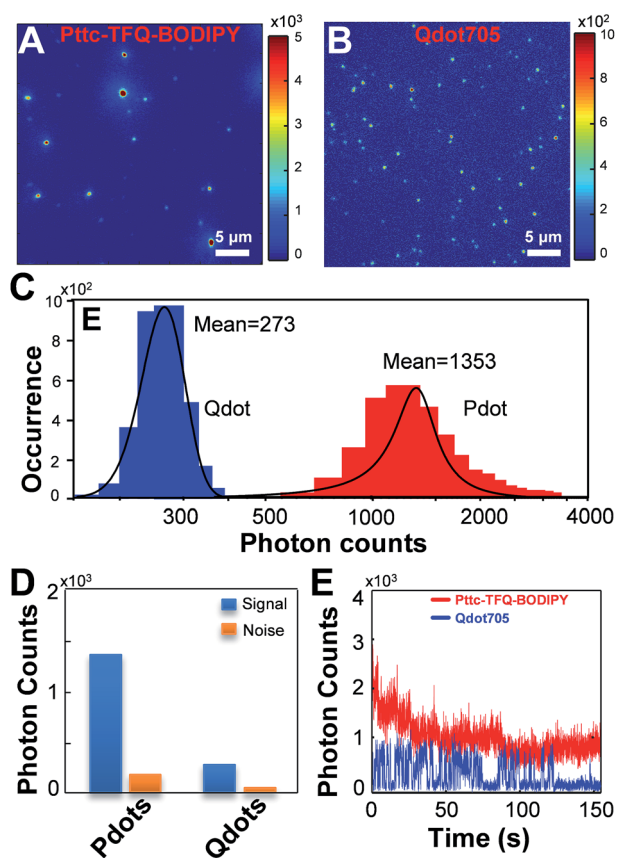 A
Pttc-TFQ-BODIPY
5 μm
x10³
5
4
3
2
1
0
B
Qdot705
5 μm
x10²
10
8
6
4
2
0
C
x10²
E
Mean=273
Mean=1353
Qdot
Pdot
Occurrence
10
8
6
4
2
0
300
500
1000
2000
4000
Photon counts
D
x10³
Signal
Noise
Photon Counts
2
1
0
Pdots
Qdots
E
x10³
Pttc-TFQ-BODIPY
Qdot705
Photon Counts
4
3
2
1
0
0
50
100
150
Time (s)